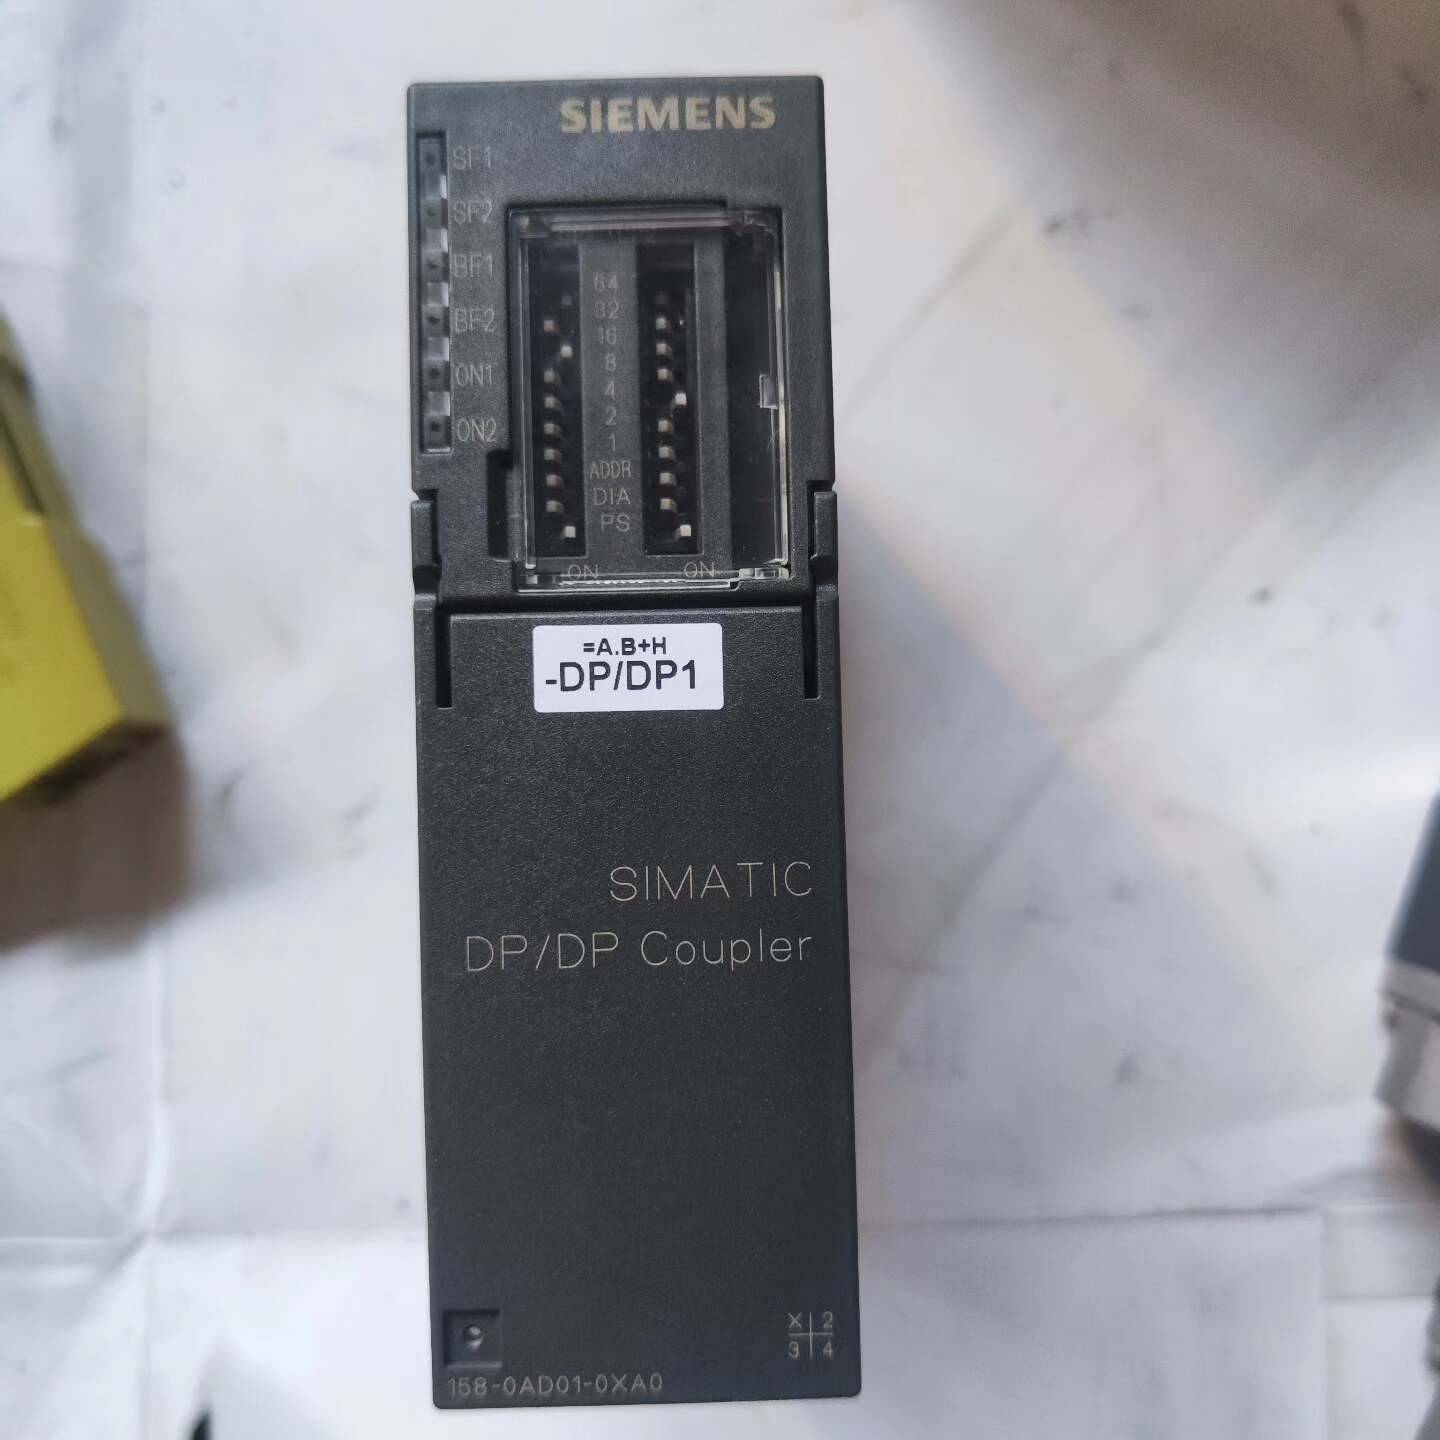 SIEMENS
SF1
SF2
BF1
BF2
ON1
ON2
64
32
16
8
4
2
1
ADDR
DIA
PS
ON ON
=A.B+H
-DP/DP1
SIMATIC
DP/DP Coupler
X 2
3 4
158-0AD01-0XA0